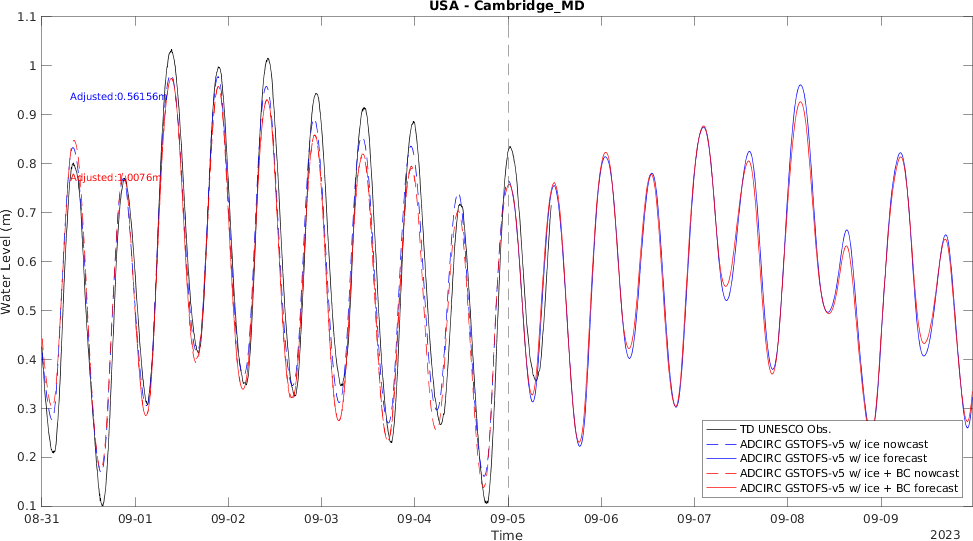 USA - Cambridge_MD
Water Level (m)
1.1
1
0.9
0.8
0.7
0.6
0.5
0.4
0.3
0.2
0.1
Adjusted:0.56156m
Adjusted:1.0076m
TD UNESCO Obs.
ADCIRC GSTOFS-v5 w/ ice nowcast
ADCIRC GSTOFS-v5 w/ ice forecast
ADCIRC GSTOFS-v5 w/ ice + BC nowcast
ADCIRC GSTOFS-v5 w/ ice + BC forecast
08-31 09-01 09-02 09-03 09-04 09-05 09-06 09-07 09-08 09-09
Time
2023